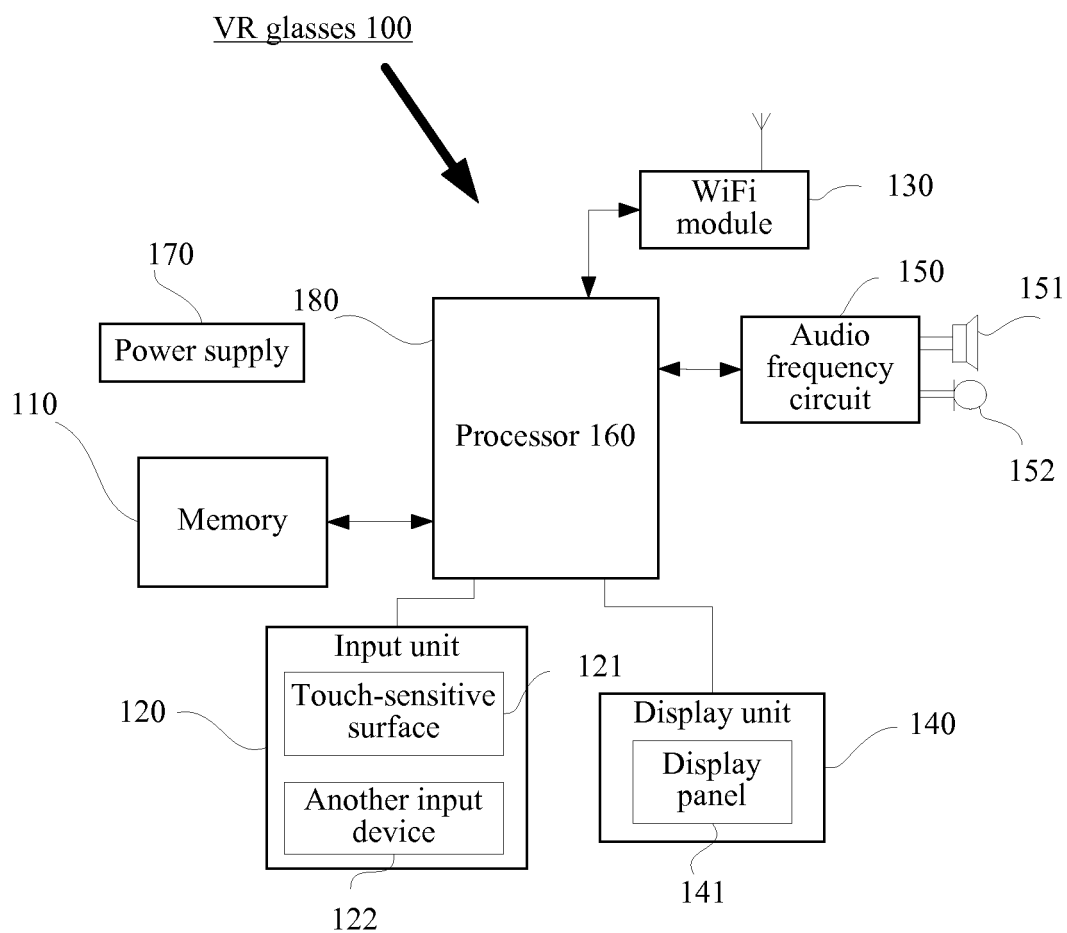 VR glasses 100
WiFi
module
130
170
180
150
151
Power supply
Audio
frequency
circuit
110
Processor 160
152
Memory
Input unit
121
Touch-sensitive
surface
120
Display unit
140
Display
panel
Another input
device
141
122